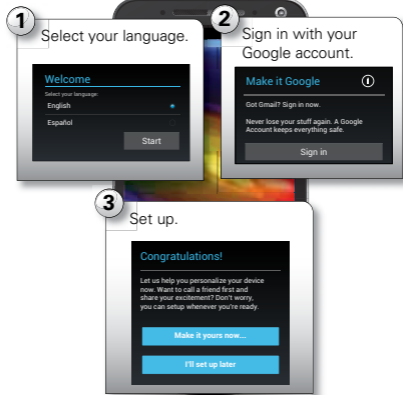 1
Select your language.
Welcome
Select your language:
English
Español
Start
2
Sign in with your
Google account.
Make it Google
Got Gmail? Sign in now.
Never lose your stuff again. A Google
Account keeps everything safe.
Sign in
3
Set up.
Congratulations!
Let us help you personalize your device
now. Want to call a friend first and
share your excitement? Don't worry,
you can setup whenever you're ready.
Make it yours now...
I'll set up later